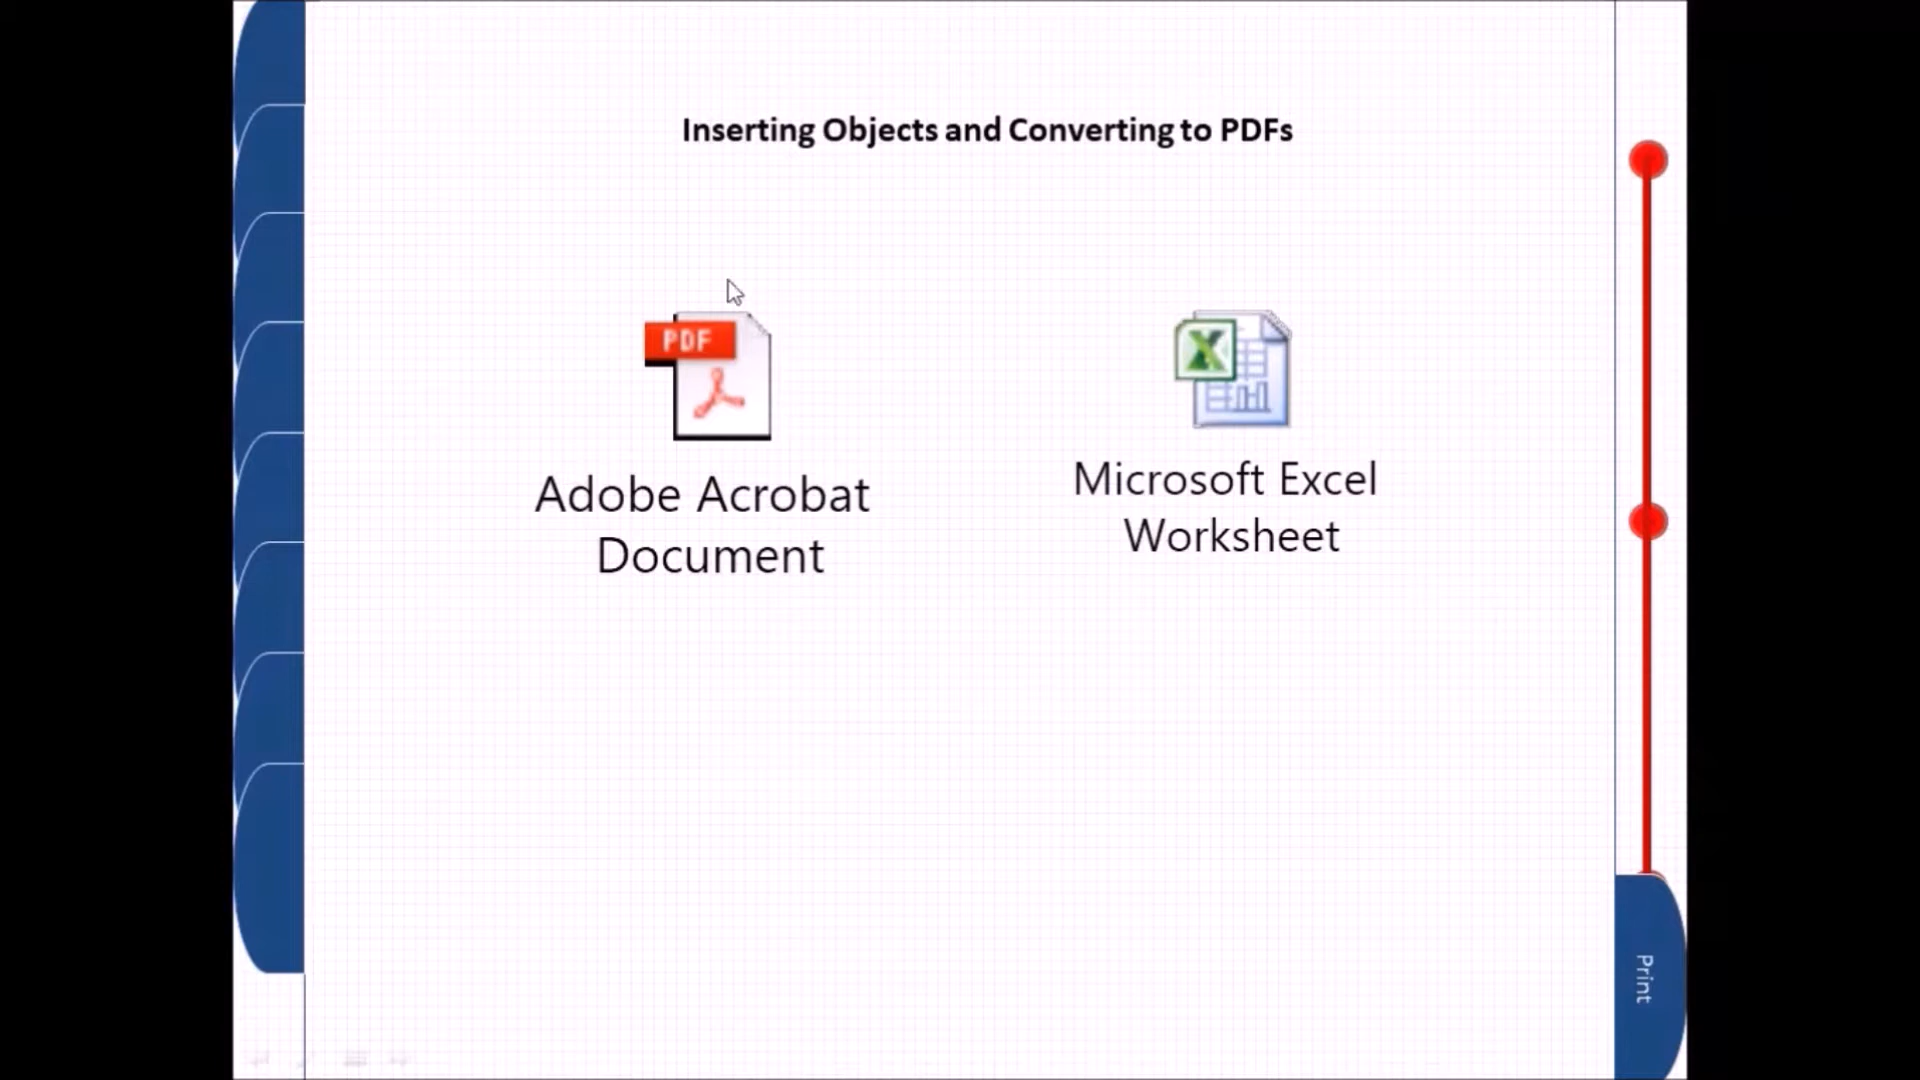 Inserting Objects and Converting to PDFs
PDF
X
Adobe Acrobat
Document
Microsoft Excel
Worksheet
Print